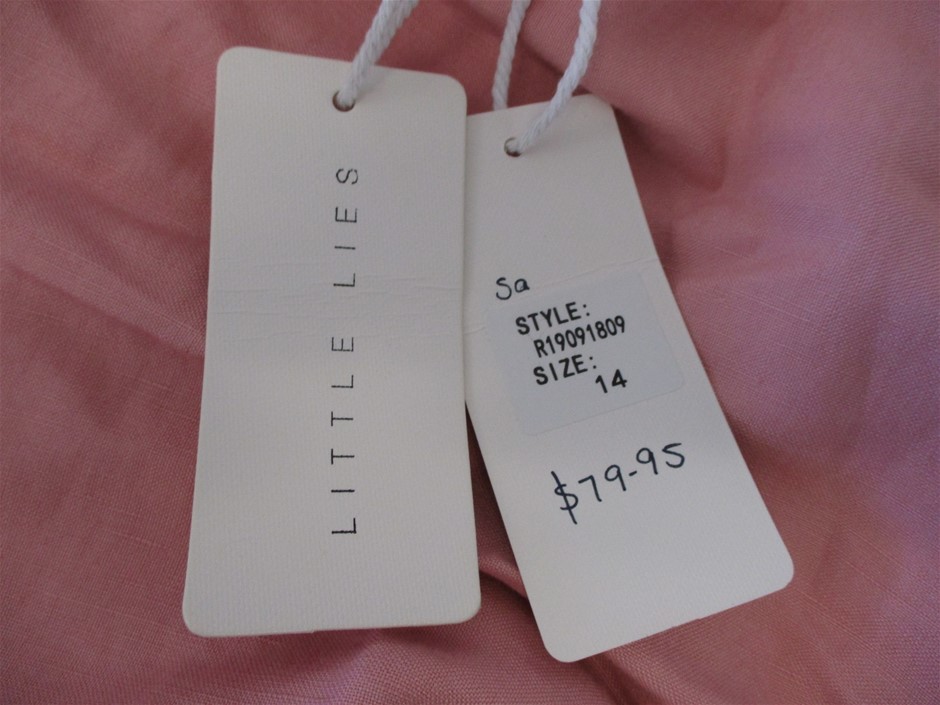 LITTLE LIES
Sa
STYLE:
R19091809
SIZE:
14
$79-95